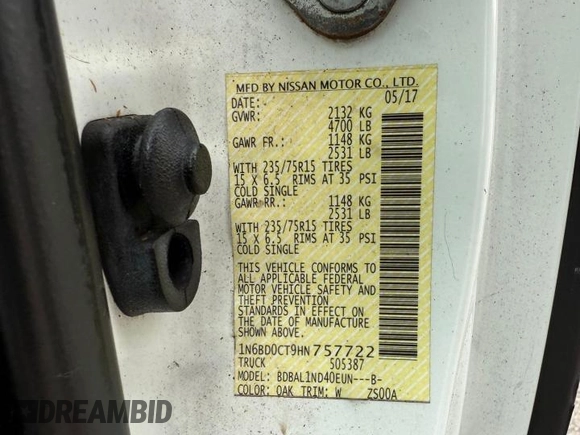 MFD BY NISSAN MOTOR CO., LTD.
DATE: 05/17
GVWR: 2132 KG
4700 LB
GAWR FR.: 1148 KG
2531 LB
WITH 235/75R15 TIRES
15 X 6.5 RIMS AT 35 PSI
COLD SINGLE
GAWR RR.: 1148 KG
2531 LB
WITH 235/75R15 TIRES
15 X 6.5 RIMS AT 35 PSI
COLD SINGLE
THIS VEHICLE CONFORMS TO
ALL APPLICABLE FEDERAL
MOTOR VEHICLE SAFETY AND
THEFT PREVENTION
STANDARDS IN EFFECT ON
THE DATE OF MANUFACTURE
SHOWN ABOVE.
1N6BD0CT9HN757722
TRUCK 505387
MODEL: BDBAL1ND40EUN---B-
COLOR: OAK TRIM: W ZS00A
DREAMBID